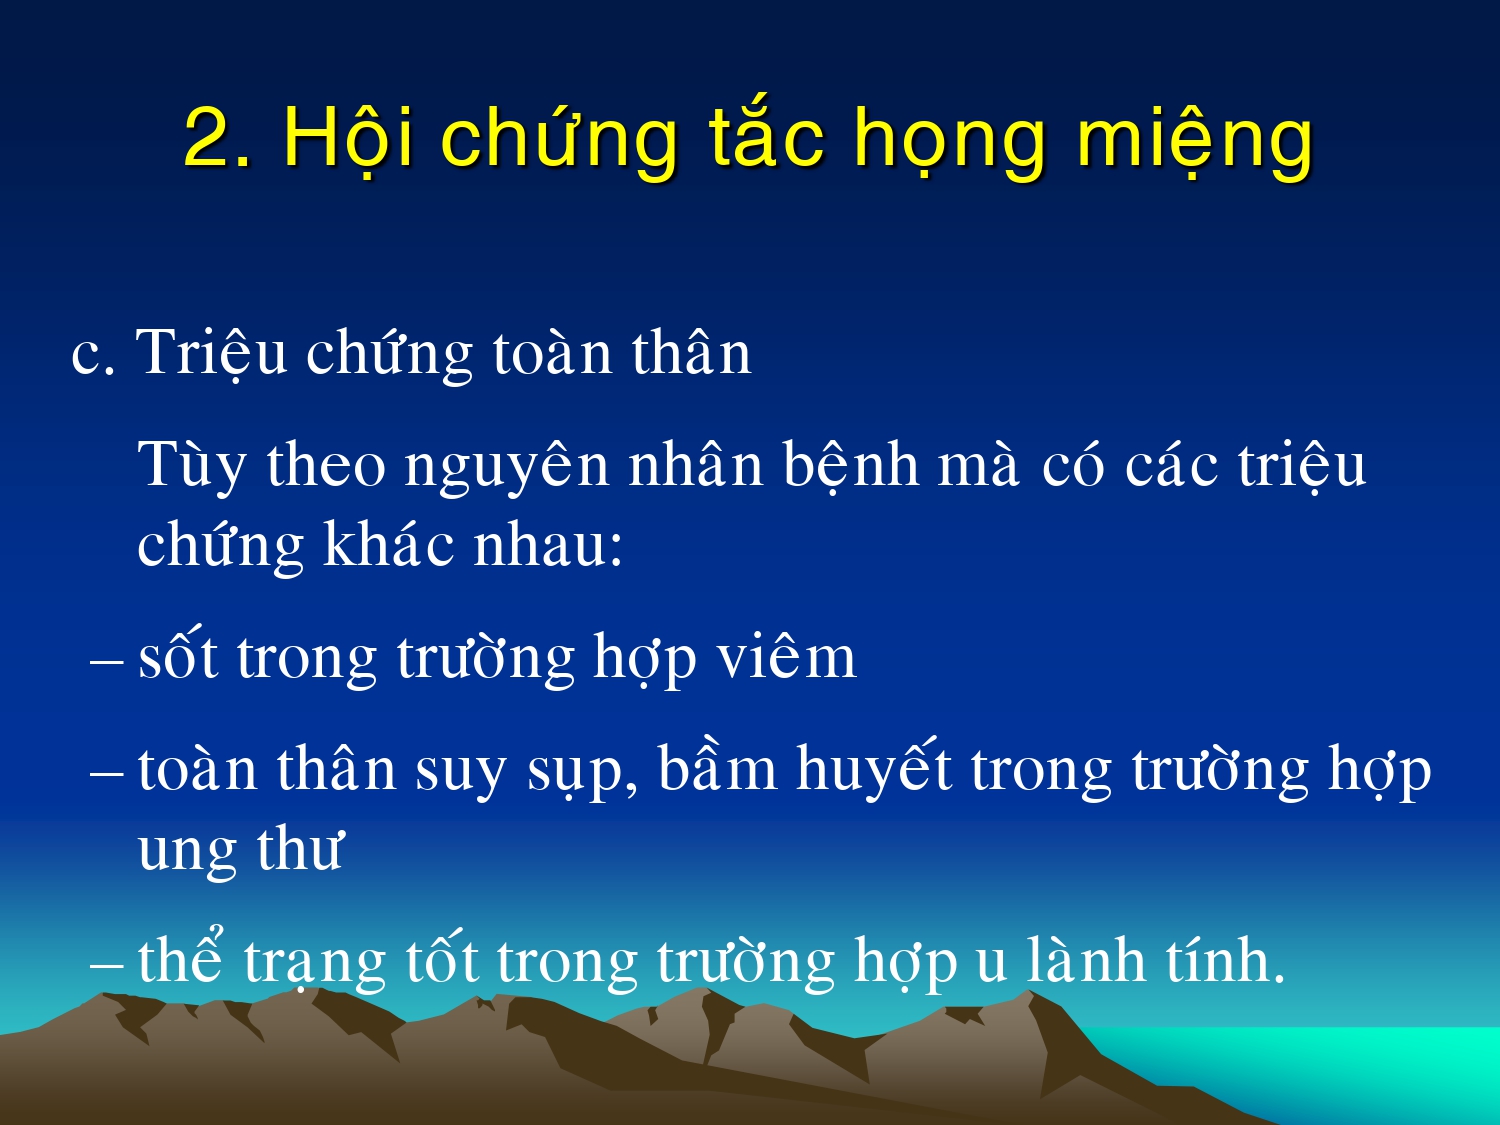 2. Hội chứng tắc họng miệng
c. Triệu chứng toàn thân
Tùy theo nguyên nhân bệnh mà có các triệu
chứng khác nhau:
– sốt trong trường hợp viêm
– toàn thân suy sụp, bầm huyết trong trường hợp
ung thư
– thể trạng tốt trong trường hợp u lành tính.